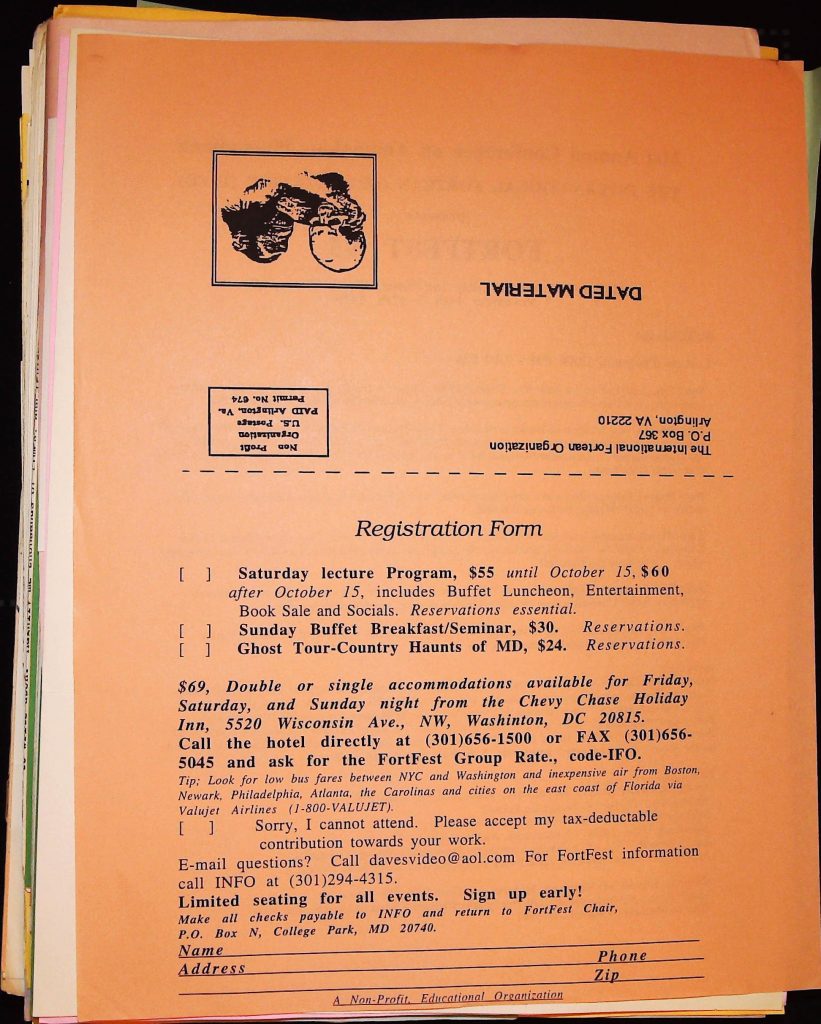 DATED MATERIAL
Non Profit
Organization
U.S. Postage
PAID Arlington, Va.
Permit No. 674
The International Fortean Organization
P.O. Box 367
Arlington, VA 22210
Registration Form
[ ] Saturday lecture Program, $55 until October 15, $60
after October 15, includes Buffet Luncheon, Entertainment,
Book Sale and Socials. Reservations essential.
[ ] Sunday Buffet Breakfast/Seminar, $30. Reservations.
[ ] Ghost Tour-Country Haunts of MD, $24. Reservations.
$69, Double or single accommodations available for Friday,
Saturday, and Sunday night from the Chevy Chase Holiday
Inn, 5520 Wisconsin Ave., NW, Washinton, DC 20815.
Call the hotel directly at (301)656-1500 or FAX (301)656-
5045 and ask for the FortFest Group Rate., code-IFO.
Tip; Look for low bus fares between NYC and Washington and inexpensive air from Boston,
Newark, Philadelphia, Atlanta, the Carolinas and cities on the east coast of Florida via
Valujet Airlines (1-800-VALUJET).
[ ] Sorry, I cannot attend. Please accept my tax-deductable
contribution towards your work.
E-mail questions? Call davesvideo@aol.com For FortFest information
call INFO at (301)294-4315.
Limited seating for all events. Sign up early!
Make all checks payable to INFO and return to FortFest Chair,
P.O. Box N, College Park, MD 20740.
Name
Phone
Address
Zip
A Non-Profit, Educational Organization